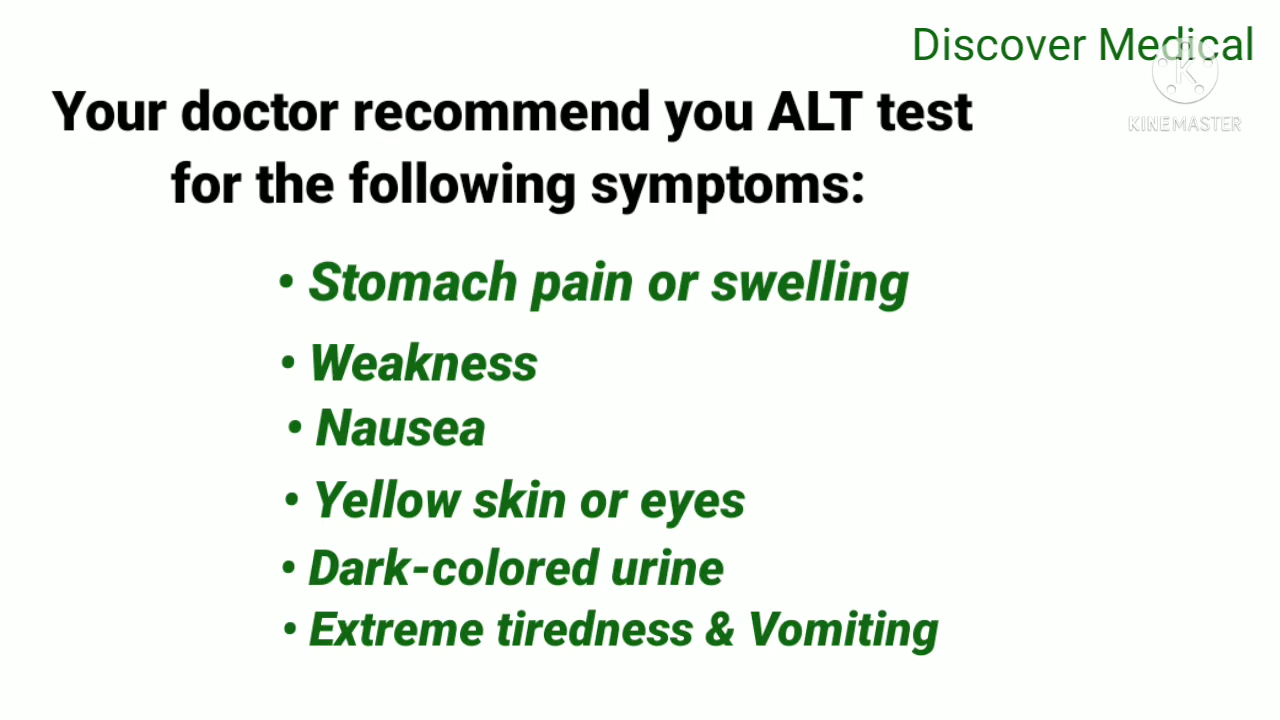 Discover Medical
KINEMASTER
Your doctor recommend you ALT test
for the following symptoms:
• Stomach pain or swelling
• Weakness
• Nausea
• Yellow skin or eyes
• Dark-colored urine
• Extreme tiredness & Vomiting